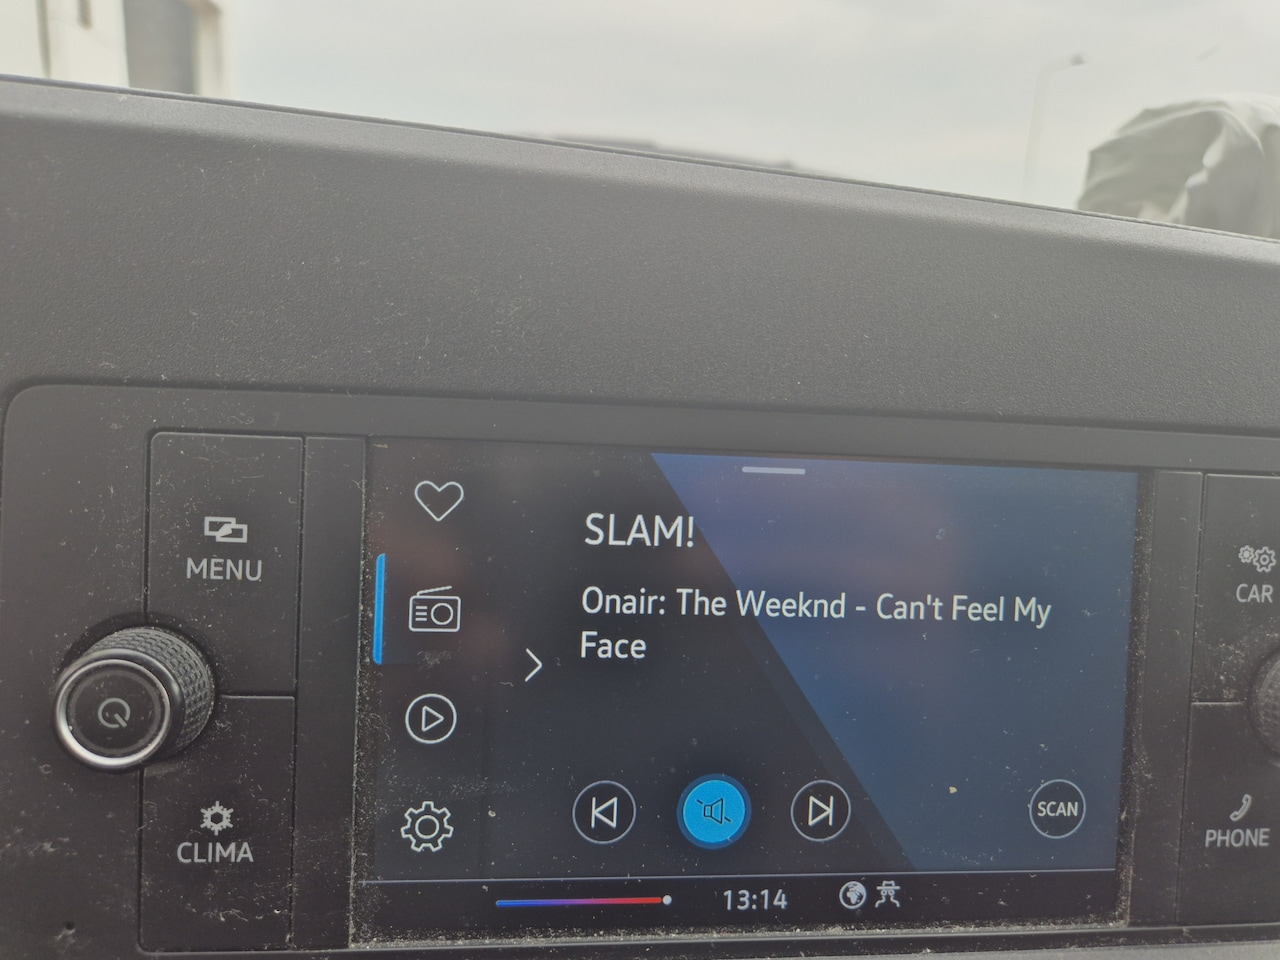 MENU
CLIMA
SLAM!
Onair: The Weeknd - Can't Feel My
Face
SCAN
13:14
CAR
PHONE